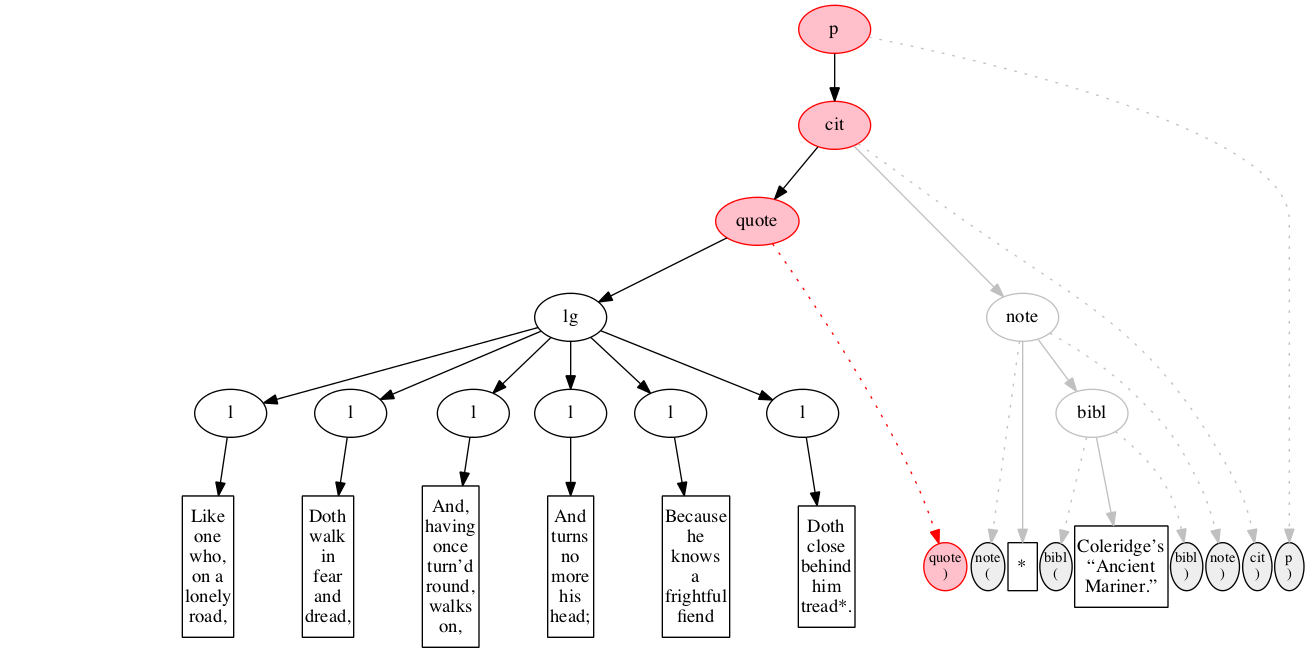 p
cit
quote
lg
note
l
l
l
l
l
l
bibl
Like
one
who,
on a
lonely
road,
Doth
walk
in
fear
and
dread,
And,
having
once
turn’d
round,
walks
on,
And
turns
no
more
his
head;
Because
he
knows
a
frightful
fiend
Doth
close
behind
him
tread*.
quote
)
note
(
*
bibl
(
Coleridge’s
“Ancient
Mariner.”
bibl
)
note
)
cit
)
p
)